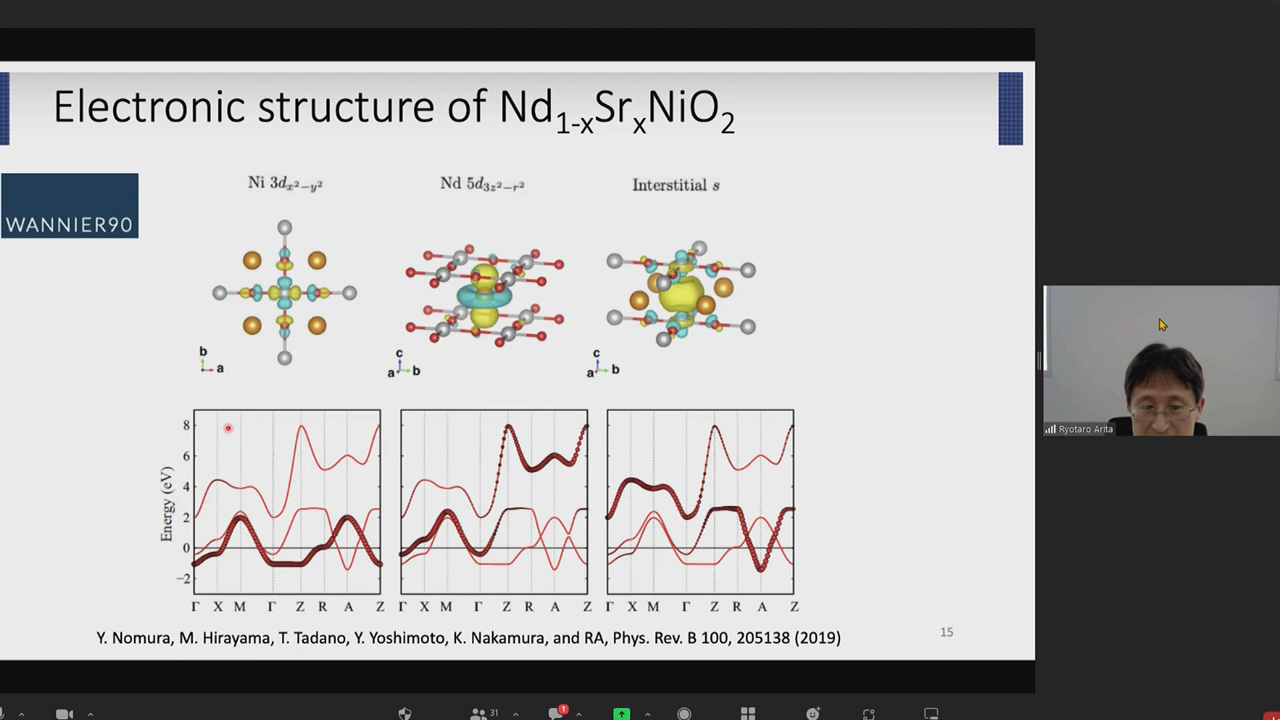 Electronic structure of Nd1-xSrxNiO2
WANNIER90
Ni 3dx²−y²
Nd 5d3z²−r²
Interstitial s
b
a
c
a
b
c
a
b
Energy (eV)
8
6
4
2
0
−2
Γ X M Γ Z R A Z
Γ X M Γ Z R A Z
Γ X M Γ Z R A Z
Y. Nomura, M. Hirayama, T. Tadano, Y. Yoshimoto, K. Nakamura, and RA, Phys. Rev. B 100, 205138 (2019)
15
Ryotaro Arita
31
1